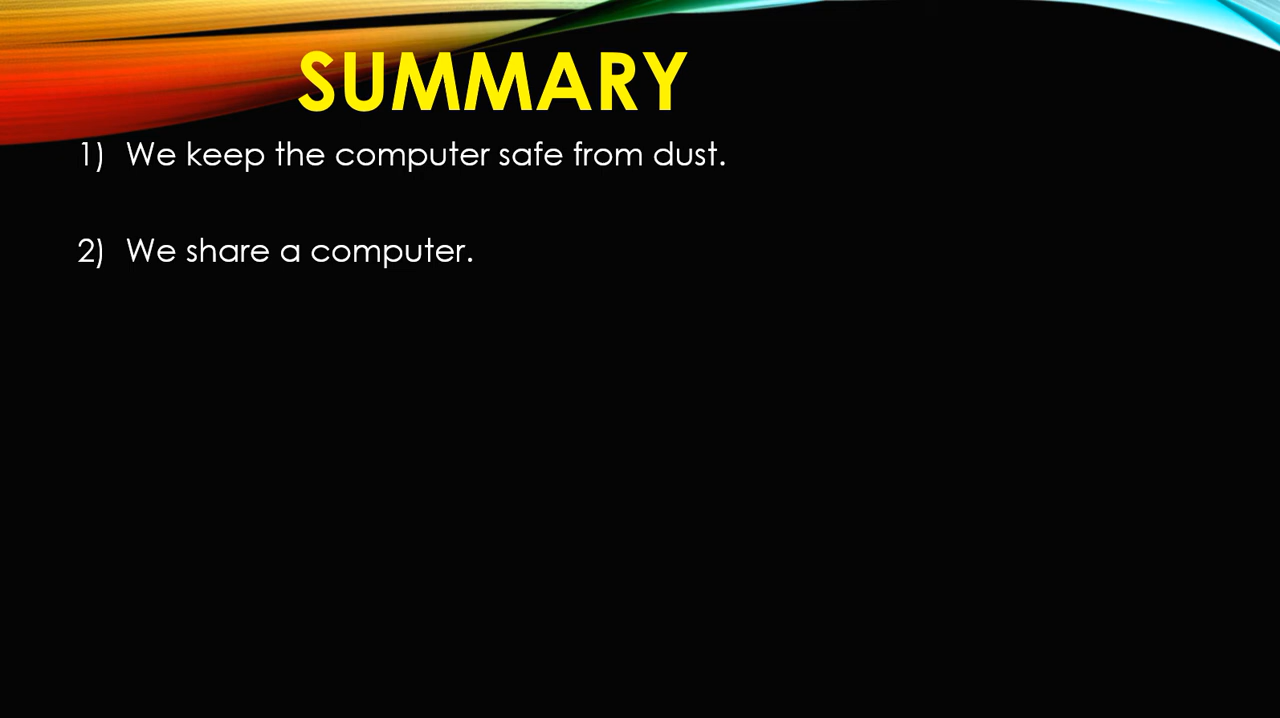 SUMMARY
1) We keep the computer safe from dust.
2) We share a computer.